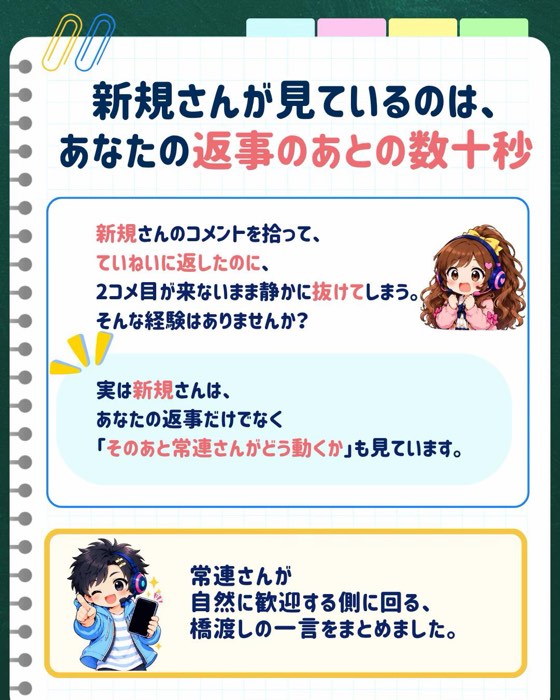 新規さんが見ているのは、
あなたの返事のあとの数十秒
新規さんのコメントを拾って、
ていねいに返したのに、
2コメ目が来ないまま静かに抜けてしまう。
そんな経験はありませんか?
実は新規さんは、
あなたの返事だけでなく
「そのあと常連さんがどう動くか」も見ています。
常連さんが
自然に歓迎する側に回る、
橋渡しの一言をまとめました。